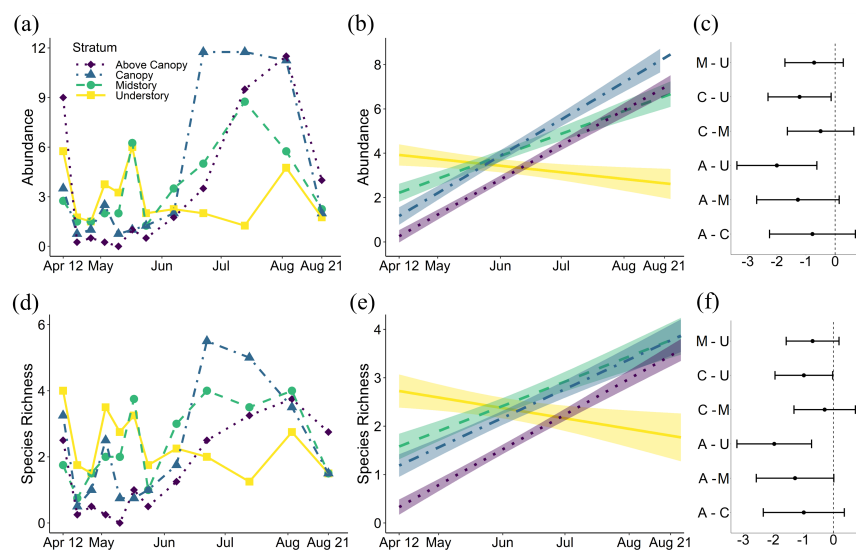 (a)
Abundance
12
9
6
3
0
Stratum
Above Canopy
Canopy
Midstory
Understory
Apr 12 May Jun Jul Aug Aug 21
(b)
Abundance
8
6
4
2
0
Apr 12 May Jun Jul Aug Aug 21
(c)
M - U
C - U
C - M
A - U
A - M
A - C
-3 -2 -1 0
(d)
Species Richness
6
4
2
0
Apr 12 May Jun Jul Aug Aug 21
(e)
Species Richness
4
3
2
1
0
Apr 12 May Jun Jul Aug Aug 21
(f)
M - U
C - U
C - M
A - U
A - M
A - C
-3 -2 -1 0